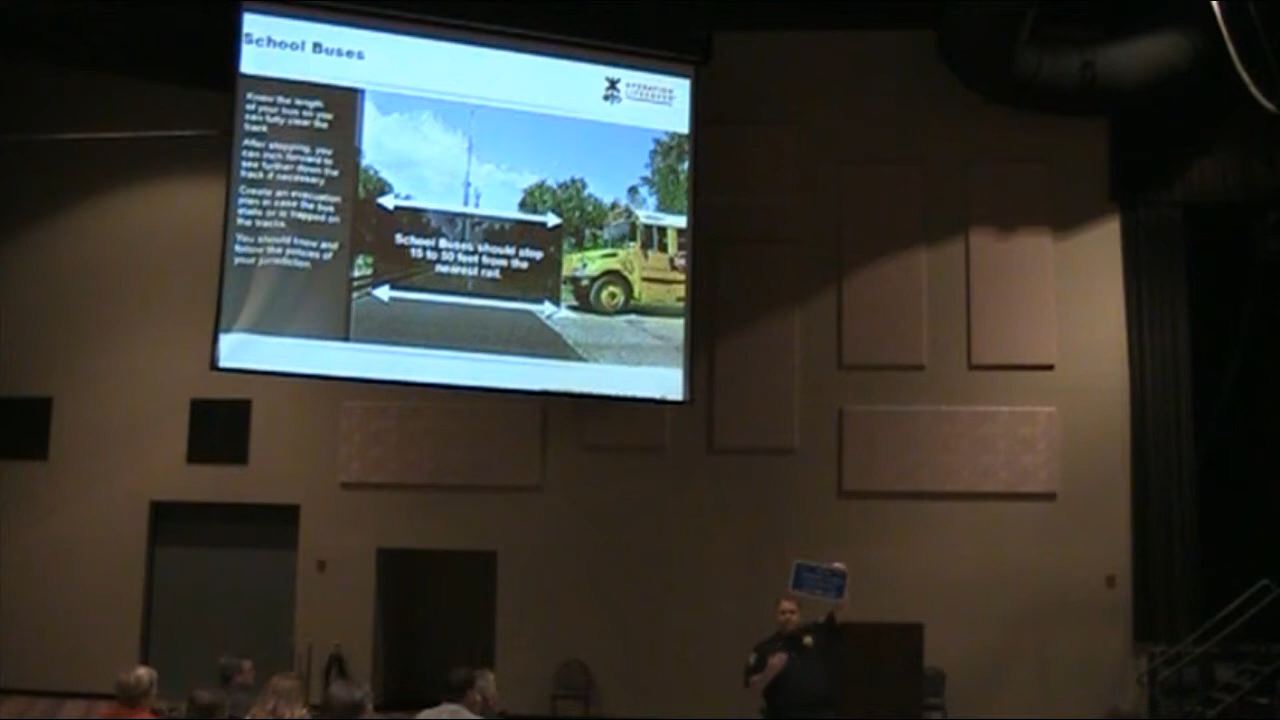 School Buses
OPERATION
LIFESAVER
Know the length
of your bus so you
can fully clear the
track.
After stopping, you
can inch forward to
see further down the
track if necessary.
Create an evacuation
plan in case the bus
stalls or is trapped on
the tracks.
You should know and
follow the policies of
your jurisdiction.
School Buses should stop
15 to 50 feet from the
nearest rail.